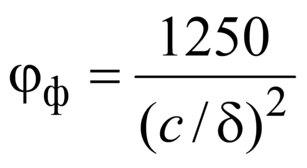 φ_ф = 1250 / (c / δ)²